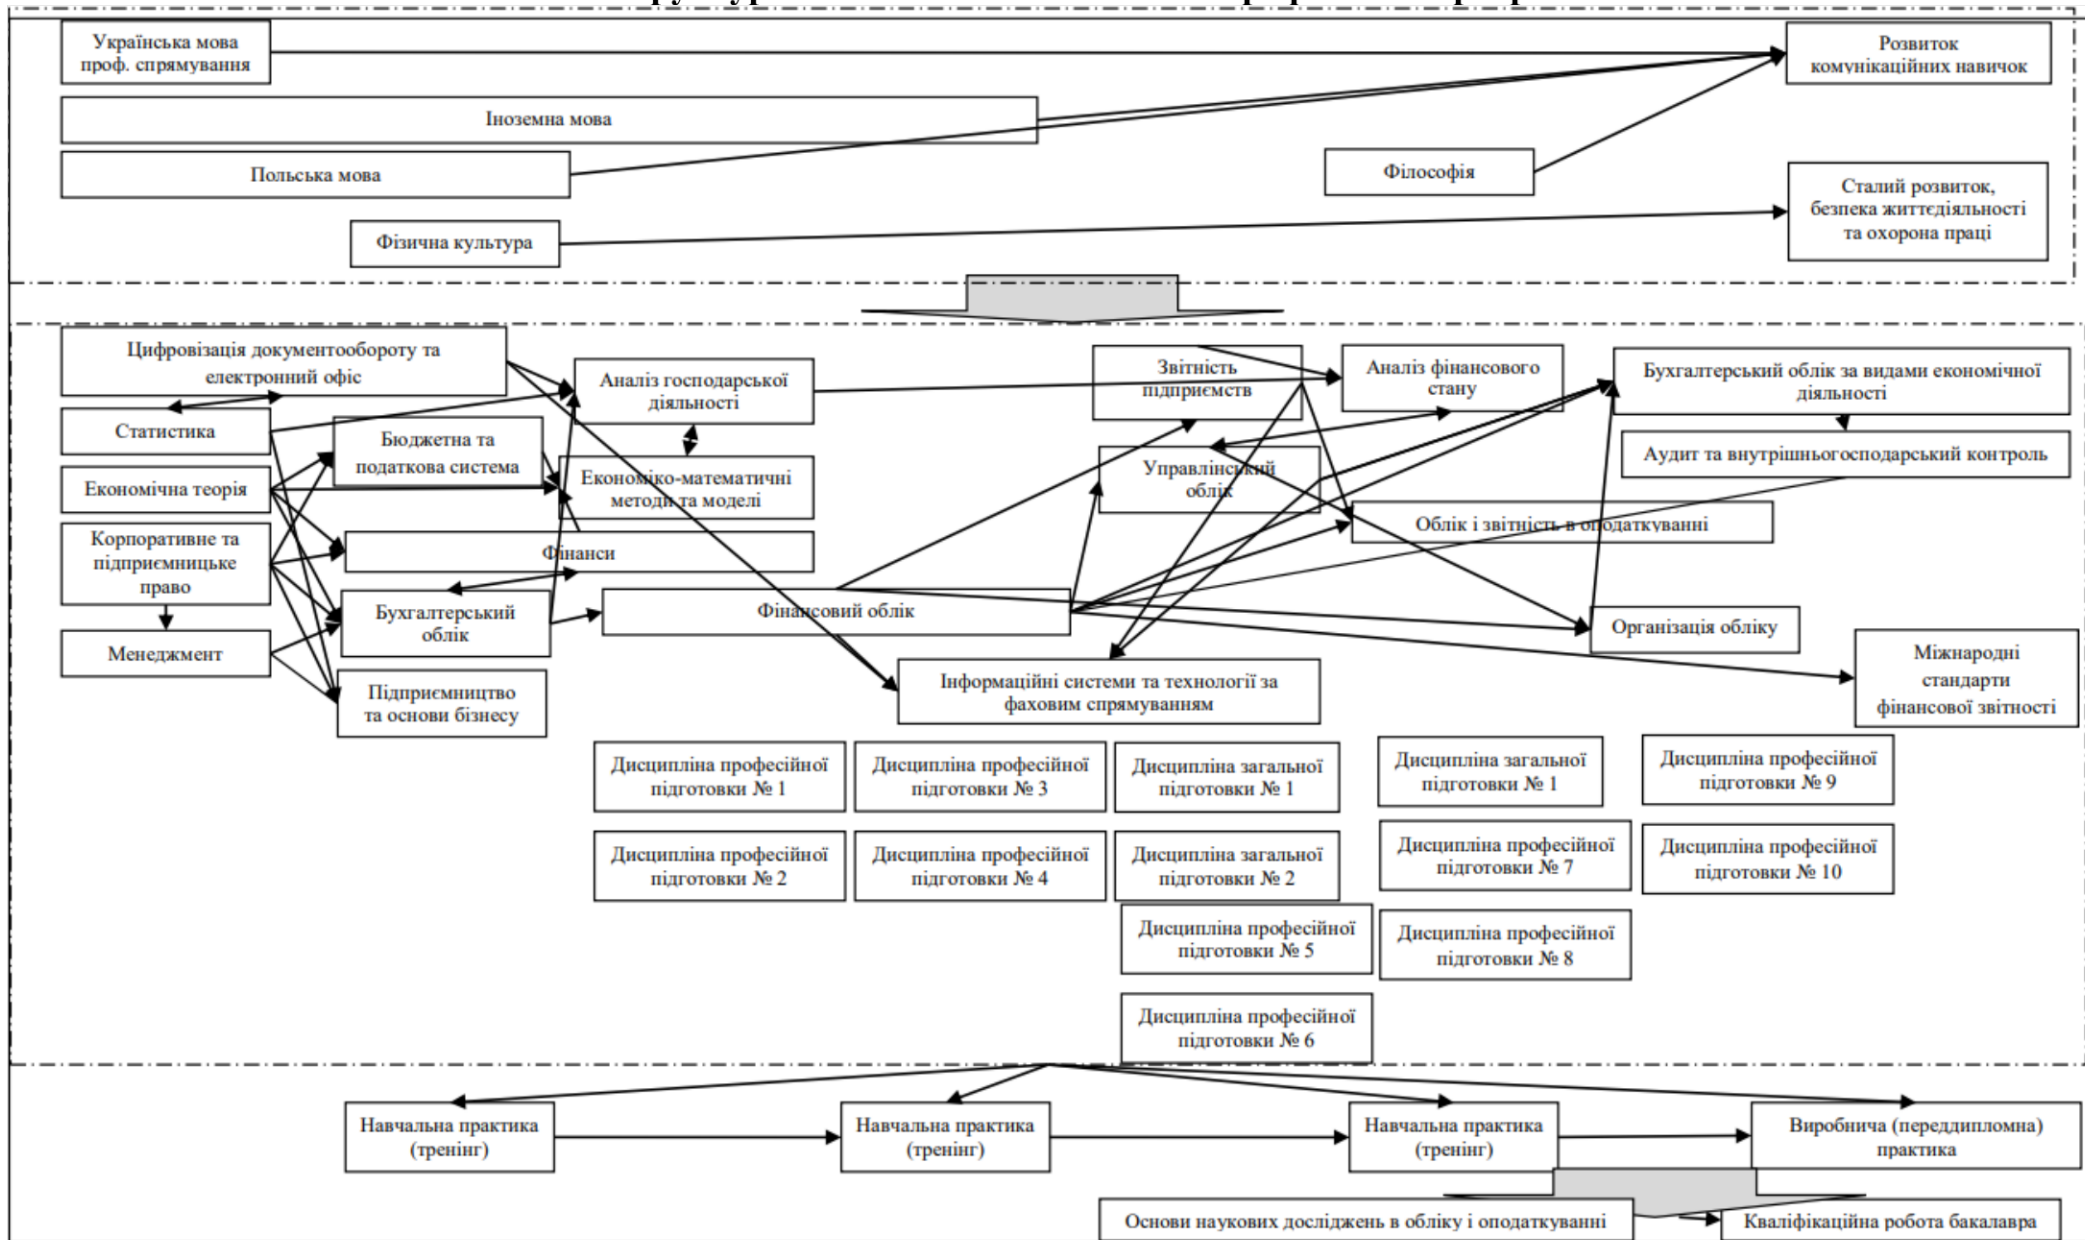 Українська мова
проф. спрямування
Розвиток
комунікаційних навичок
Іноземна мова
Польська мова
Філософія
Сталий розвиток,
безпека життєдіяльності
та охорона праці
Фізична культура
Цифровізація документообороту та
електронний офіс
Аналіз господарської
діяльності
Звітність
підприємств
Аналіз фінансового
стану
Бухгалтерський облік за видами економічної
діяльності
Статистика
Бюджетна та
податкова система
Аудит та внутрішньогосподарський контроль
Економічна теорія
Економіко-математичні
методи та моделі
Управлінський
облік
Облік і звітність в оподаткуванні
Корпоративне та
підприємницьке
право
Фінанси
Бухгалтерський
облік
Фінансовий облік
Організація обліку
Менеджмент
Міжнародні
стандарти
фінансової звітності
Підприємництво
та основи бізнесу
Інформаційні системи та технології за
фаховим спрямуванням
Дисципліна професійної
підготовки № 1
Дисципліна професійної
підготовки № 3
Дисципліна загальної
підготовки № 1
Дисципліна загальної
підготовки № 1
Дисципліна професійної
підготовки № 9
Дисципліна професійної
підготовки № 2
Дисципліна професійної
підготовки № 4
Дисципліна загальної
підготовки № 2
Дисципліна професійної
підготовки № 7
Дисципліна професійної
підготовки № 10
Дисципліна професійної
підготовки № 5
Дисципліна професійної
підготовки № 8
Дисципліна професійної
підготовки № 6
Навчальна практика
(тренінг)
Навчальна практика
(тренінг)
Навчальна практика
(тренінг)
Виробнича (переддипломна)
практика
Основи наукових досліджень в обліку і оподаткуванні
Кваліфікаційна робота бакалавра